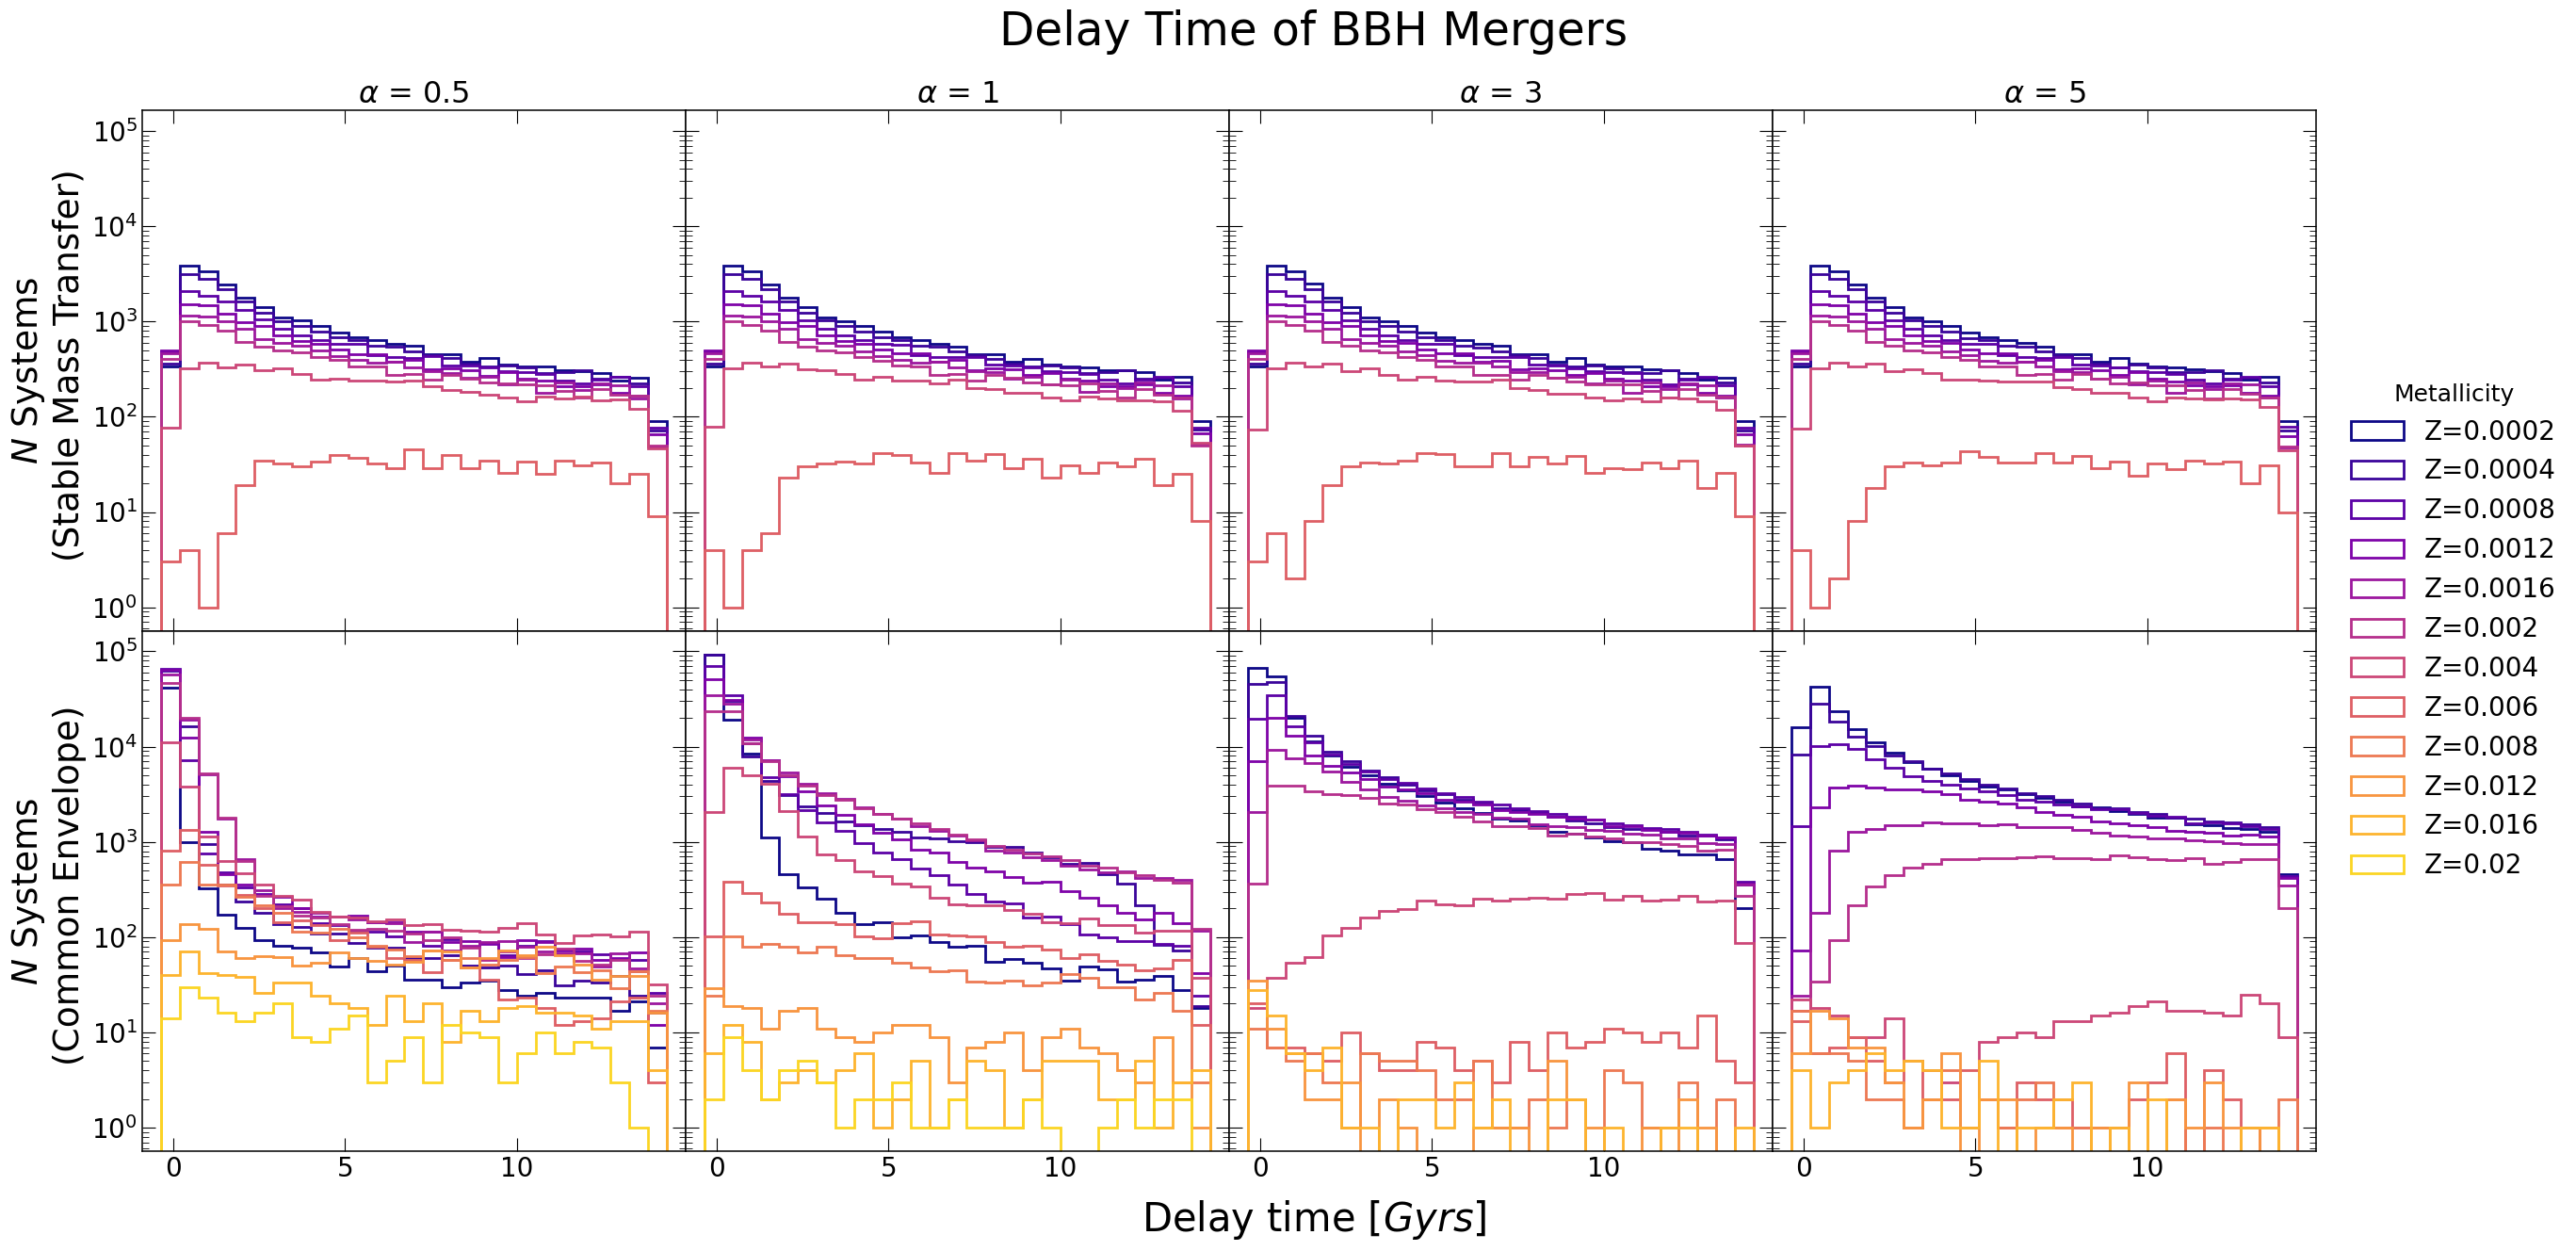 Delay Time of BBH Mergers
α = 0.5
α = 1
α = 3
α = 5
N Systems
(Stable Mass Transfer)
10⁵
10⁴
10³
10²
10¹
10⁰
N Systems
(Common Envelope)
10⁵
10⁴
10³
10²
10¹
10⁰
0 5 10
0 5 10
0 5 10
0 5 10
Delay time [Gyrs]
Metallicity
Z=0.0002
Z=0.0004
Z=0.0008
Z=0.0012
Z=0.0016
Z=0.002
Z=0.004
Z=0.006
Z=0.008
Z=0.012
Z=0.016
Z=0.02